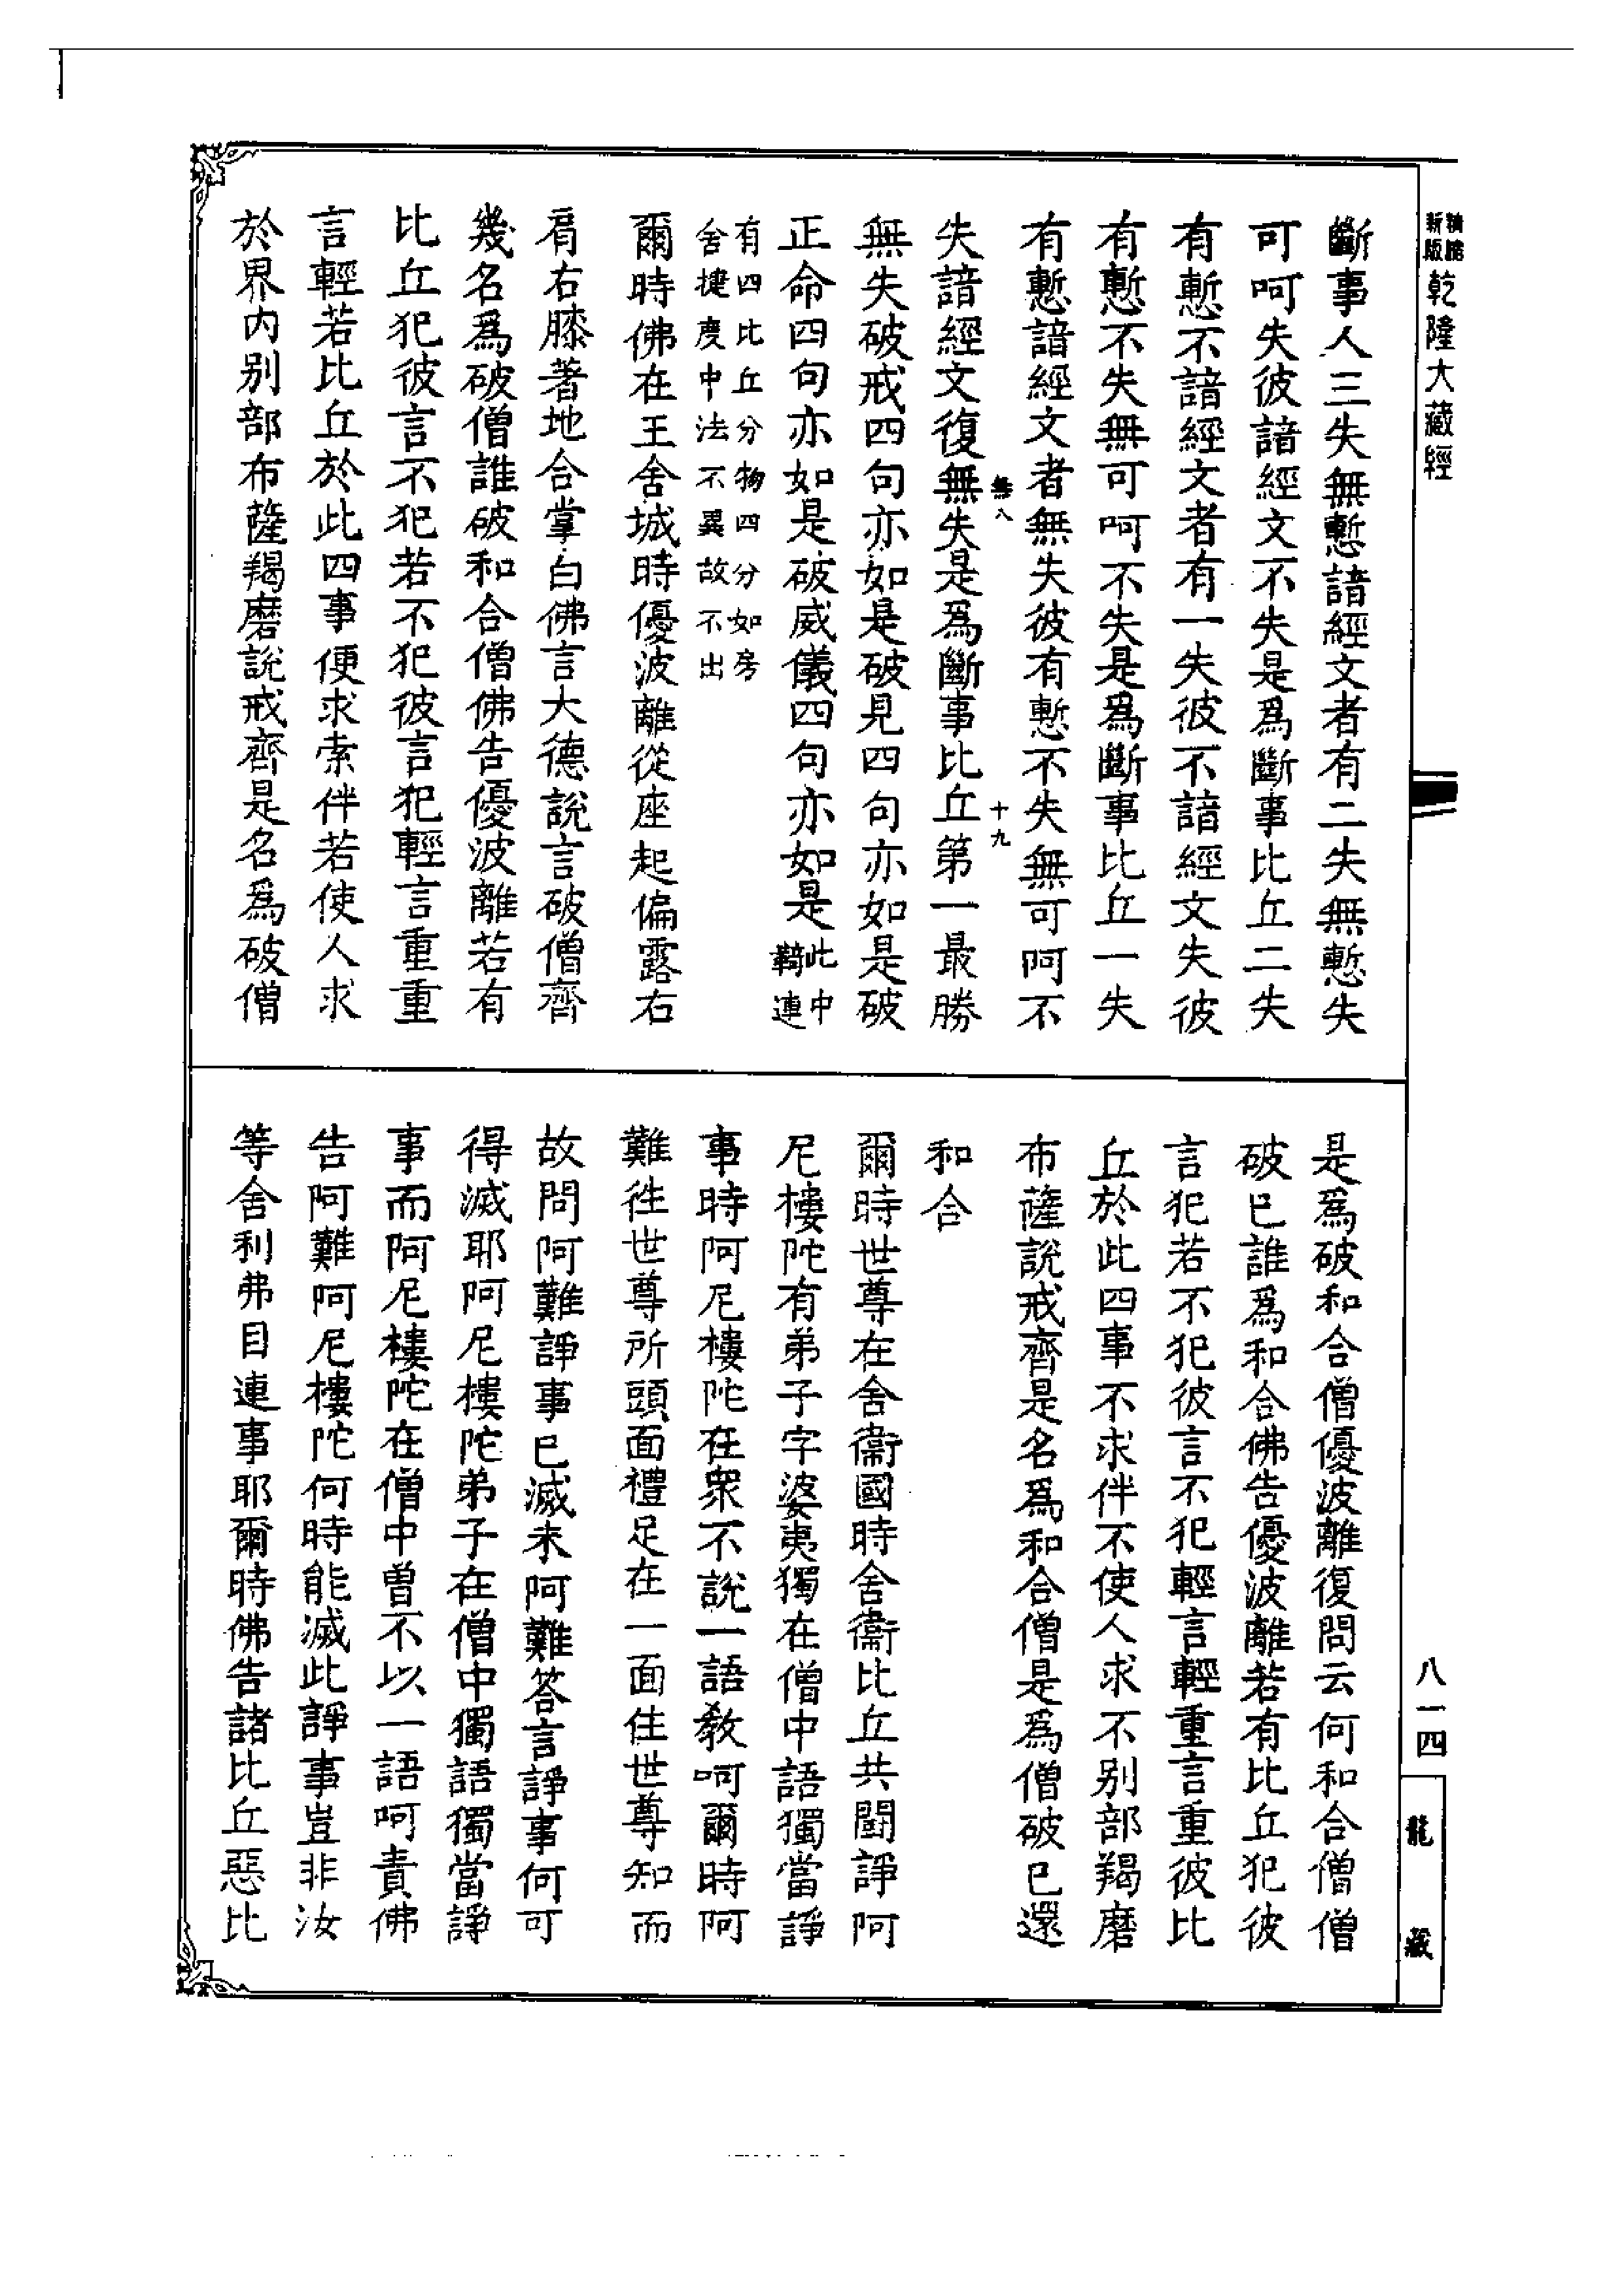 精縮
新版
乾隆大藏經
斷事人三失無慙諳經文者有二失無慙失
可呵失彼諳經文不失是爲斷事比丘二失
有慙不諳經文者有一失彼不諳經文失彼
有慙不失無可呵不失是爲斷事比丘一失
有慙諳經文者無失彼有慙不失無可呵不
無八
十九
失諳經文復無失是爲斷事比丘第一最勝
無失破戒四句亦如是破見四句亦如是破
正命四句亦如是破威儀四句亦如是
此中
鞞連
有四比丘分物四分如房
舍揵度中法不異故不出
爾時佛在王舍城時優波離從座起偏露右
肩右膝著地合掌白佛言大德說言破僧齊
幾名爲破僧誰破和合僧佛告優波離若有
比丘犯彼言不犯若不犯彼言犯輕言重重
言輕若比丘於此四事便求索伴若使人求
於界內別部布薩羯磨說戒齊是名爲破僧
是爲破和合僧優波離復問云何和合僧僧
破已誰爲和合佛告優波離若有比丘犯彼
言犯若不犯彼言不犯輕言輕重言重彼比
丘於此四事不求伴不使人求不別部羯磨
布薩說戒齊是名爲和合僧是爲僧破已還
和合
爾時世尊在舍衞國時舍衞比丘共鬪諍阿
尼樓陀有弟子字婆夷獨在僧中語獨當諍
事時阿尼樓陀在衆不說一語敎呵爾時阿
難徃世尊所頭面禮足在一面住世尊知而
故問阿難諍事已滅未阿難答言諍事何可
得滅耶阿尼樓陀弟子在僧中獨語獨當諍
事而阿尼樓陀在僧中曾不以一語呵責佛
告阿難阿尼樓陀何時能滅此諍事豈非汝
等舍利弗目連事耶爾時佛告諸比丘惡比
八一四
龍藏